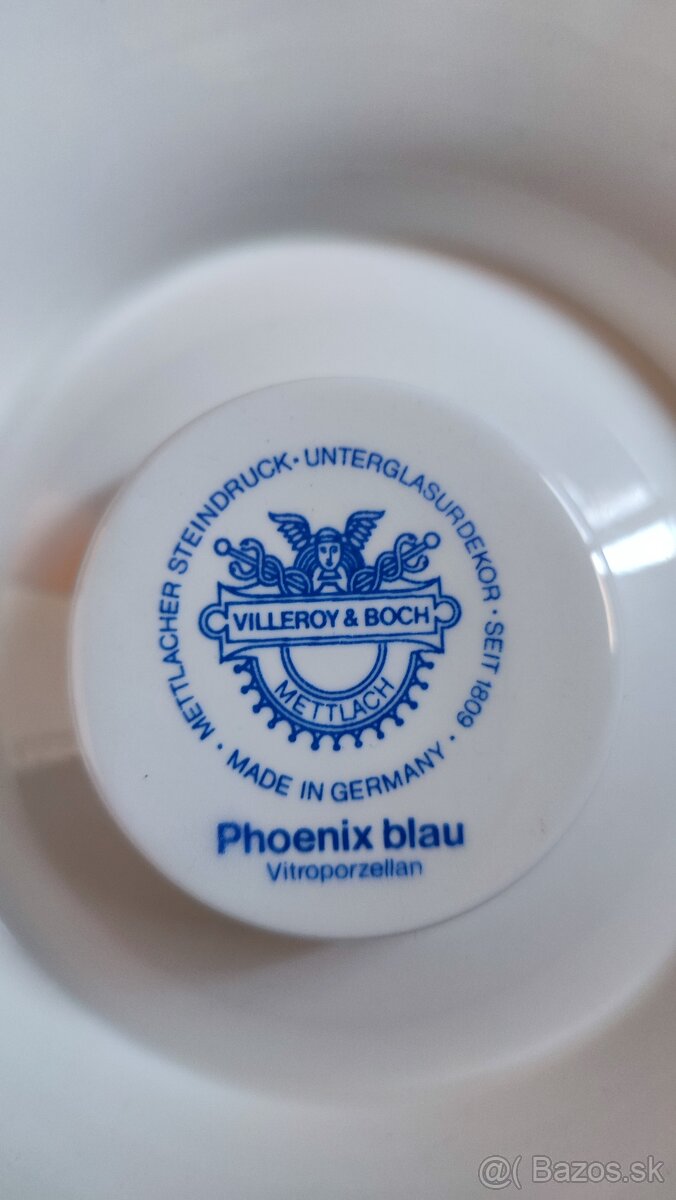 METTLACHER STEINDRUCK · UNTERGLASURDEKOR · SEIT 1809 ·
VILLEROY & BOCH
METTLACH
· MADE IN GERMANY ·
Phoenix blau
Vitroporzellan
@( Bazos.sk